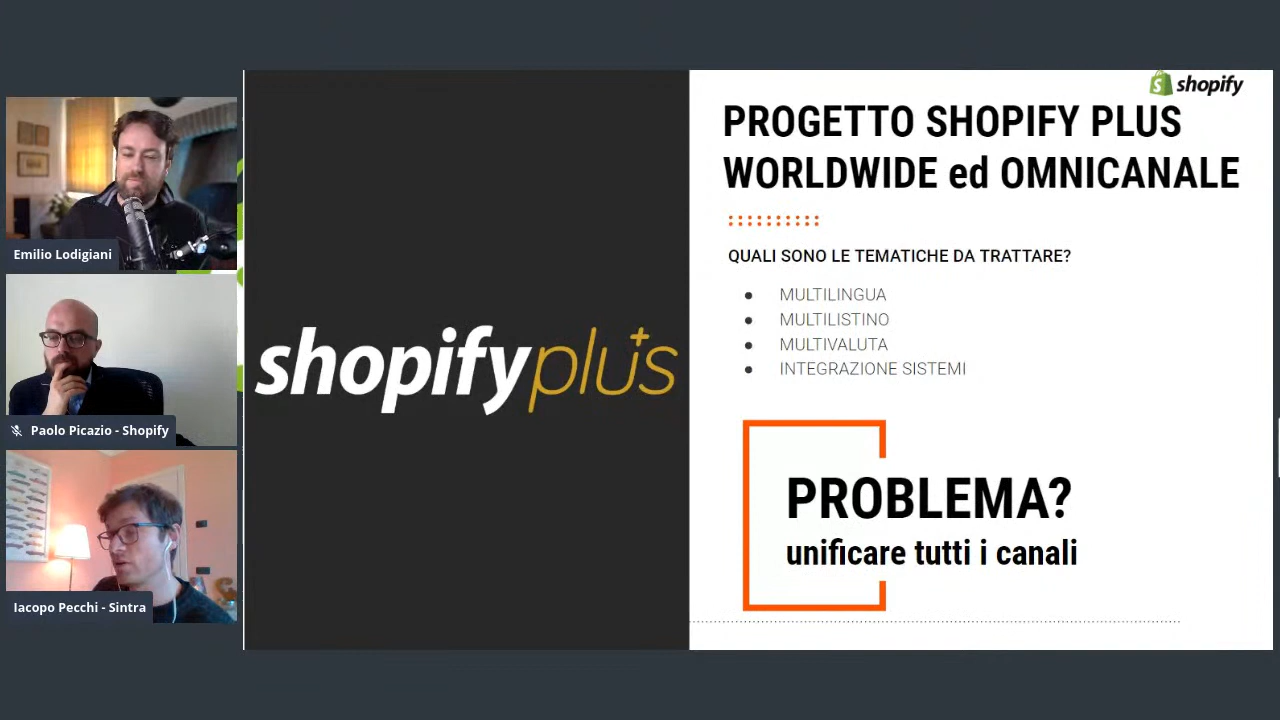 Emilio Lodigiani
Paolo Picazio - Shopify
Iacopo Pecchi - Sintra
shopifyplus
shopify
PROGETTO SHOPIFY PLUS
WORLDWIDE ed OMNICANALE
QUALI SONO LE TEMATICHE DA TRATTARE?
● MULTILINGUA
● MULTILISTINO
● MULTIVALUTA
● INTEGRAZIONE SISTEMI
PROBLEMA?
unificare tutti i canali